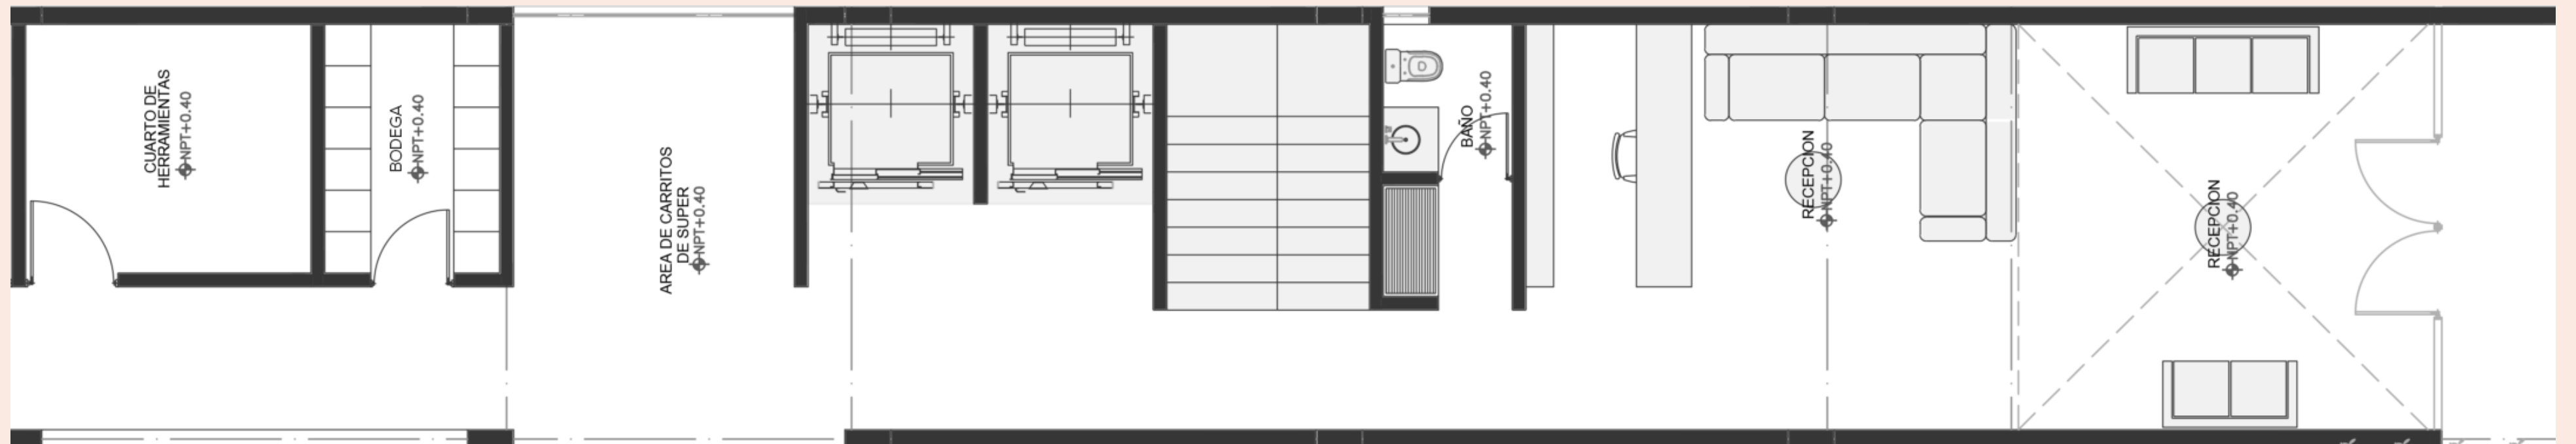 CUARTO DE
HERRAMIENTAS
NPT+0.40
BODEGA
NPT+0.40
AREA DE CARRITOS
DE SUPER
NPT+0.40
BAÑO
NPT+0.40
RECEPCION
NPT+0.40
RECEPCION
NPT+0.40